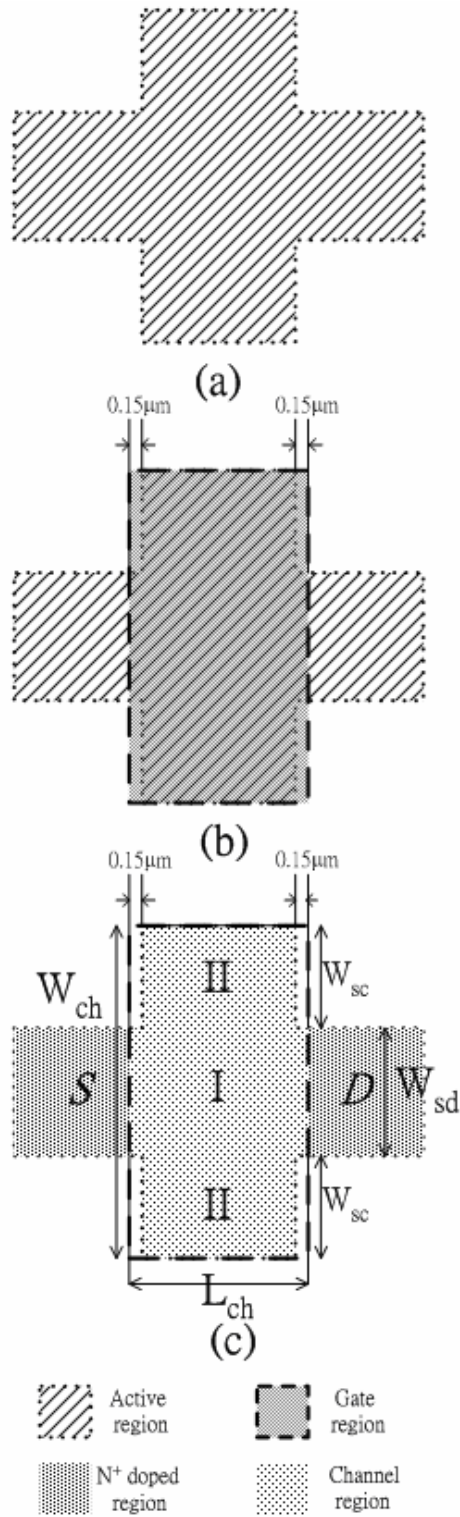 (a)
0.15μm 0.15μm
(b)
0.15μm 0.15μm
II
W_sc
W_ch
S
I
D
W_sd
II
W_sc
L_ch
(c)
Active region
Gate region
N⁺ doped region
Channel region